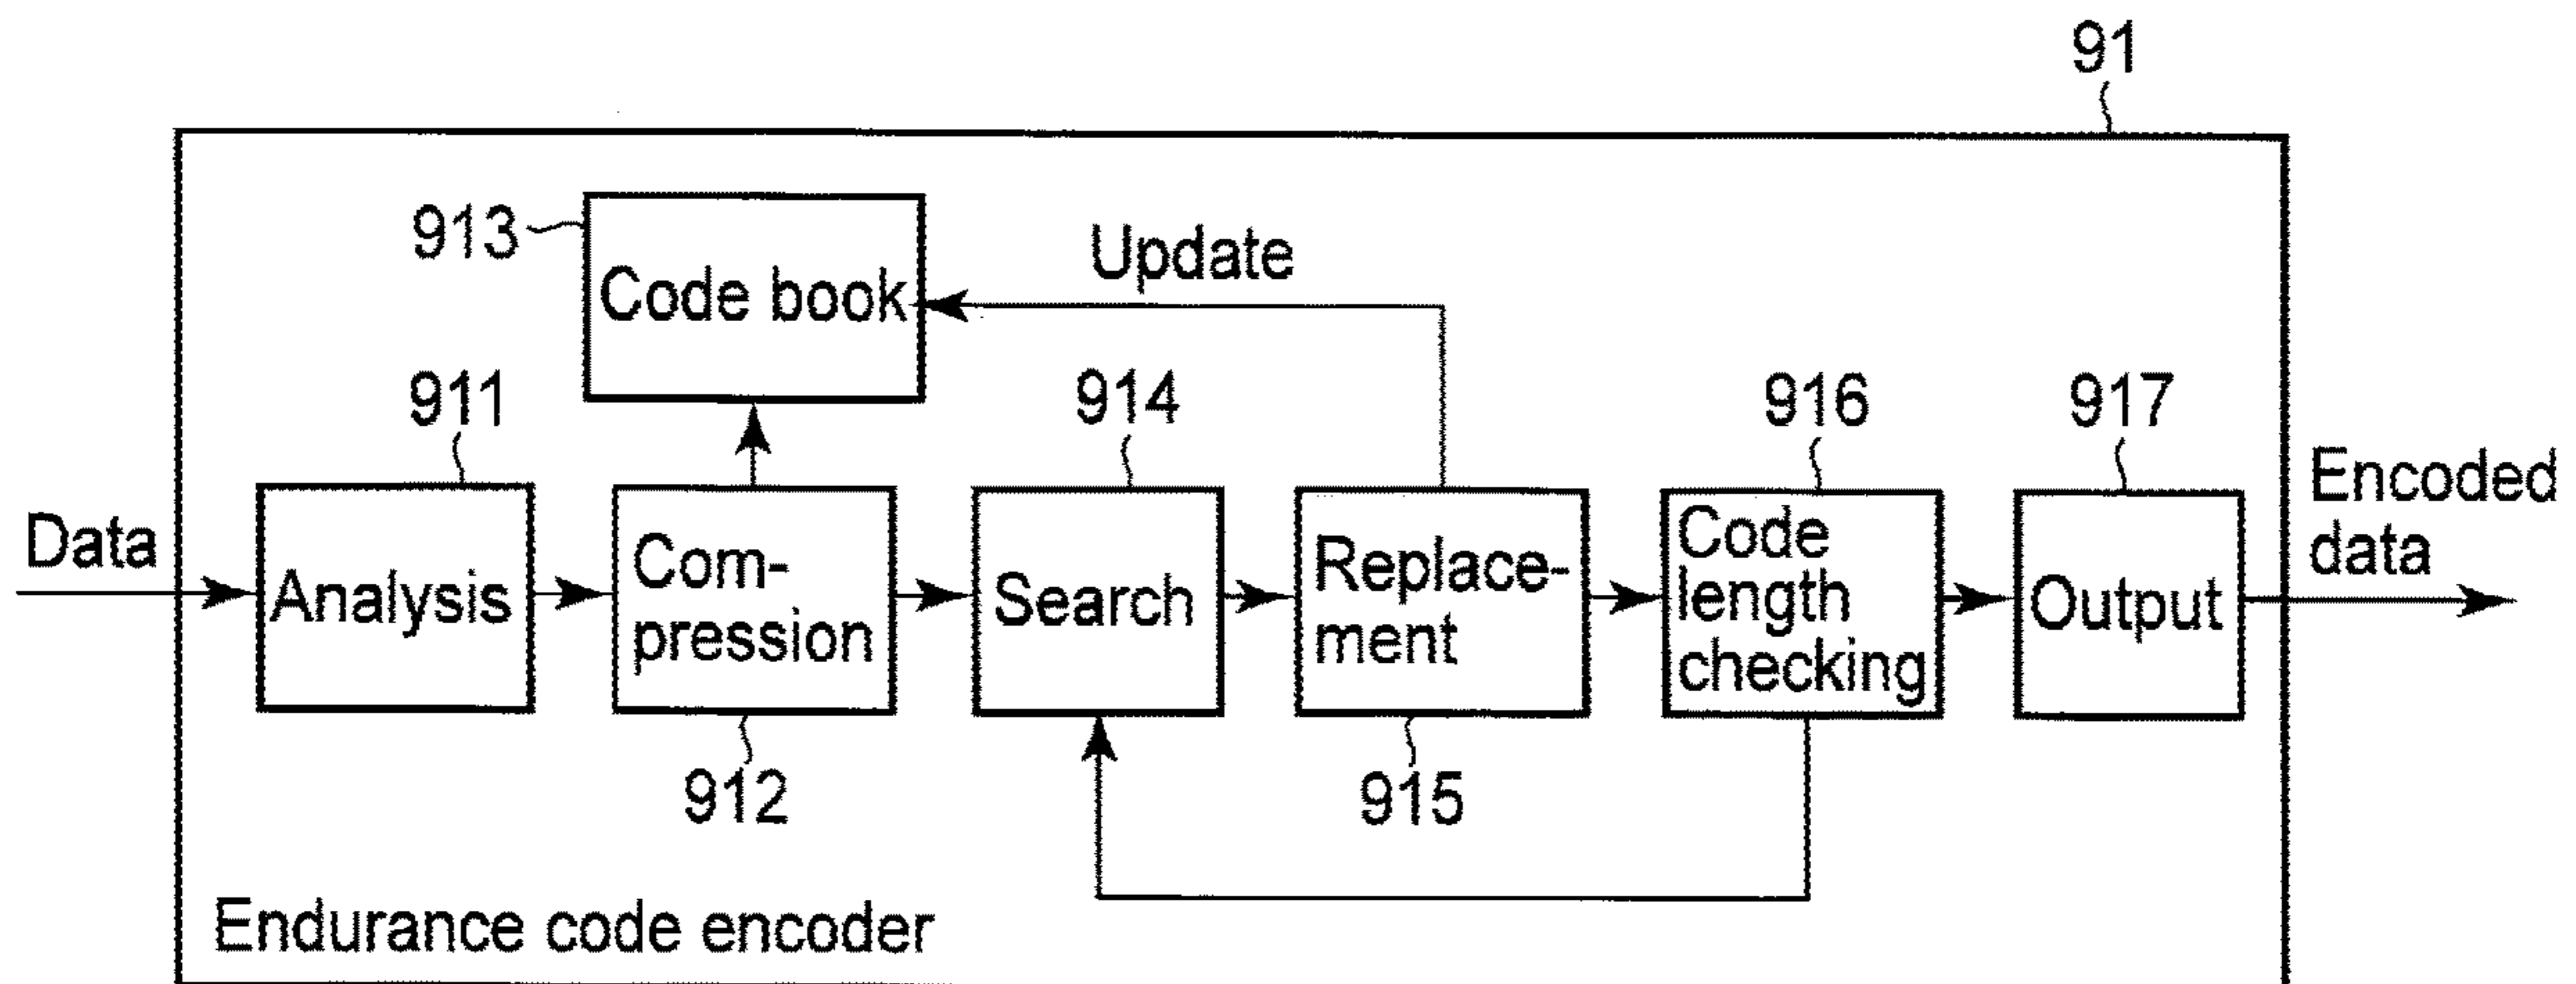 91
913
Code book
Update
911
914
916
917
Data
Analysis
Com-
pression
Search
Replace-
ment
Code
length
checking
Output
Encoded
data
912
915
Endurance code encoder